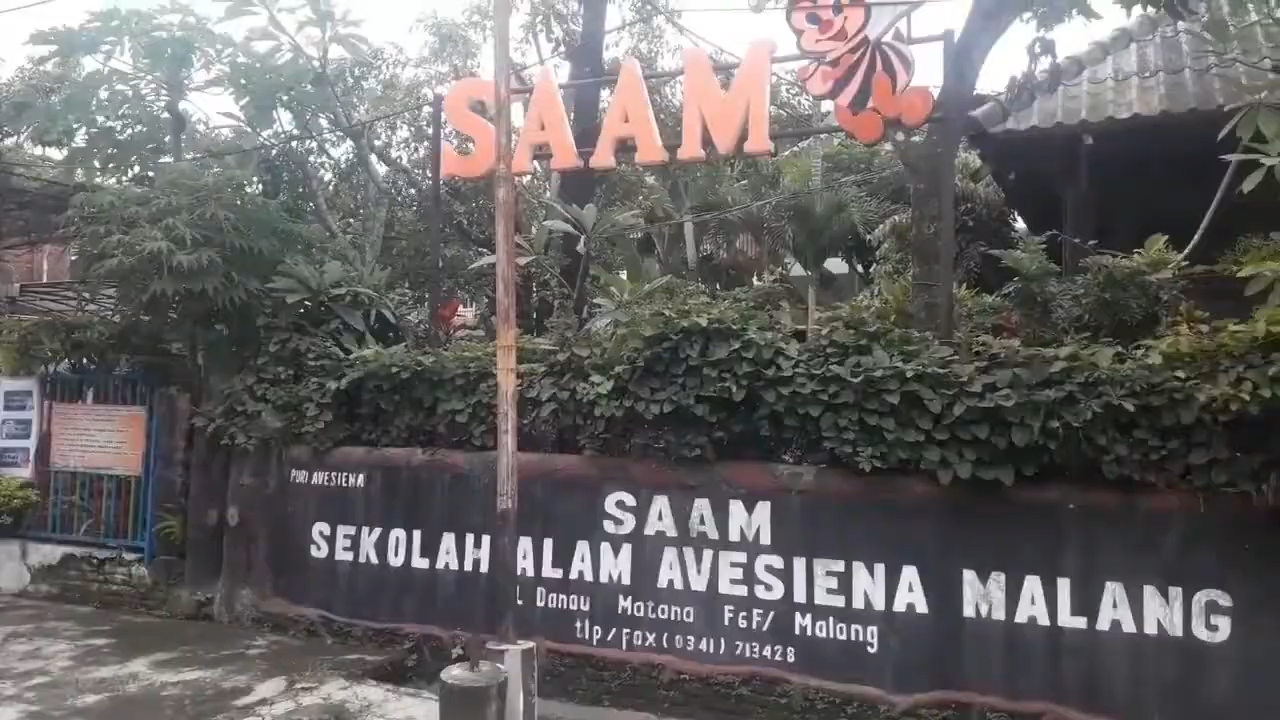 SAAM
PURI AVESIENA
SAAM
SEKOLAH ALAM AVESIENA MALANG
L Danau Matana F6F/ Malang
tlp/FAX (0341) 713428